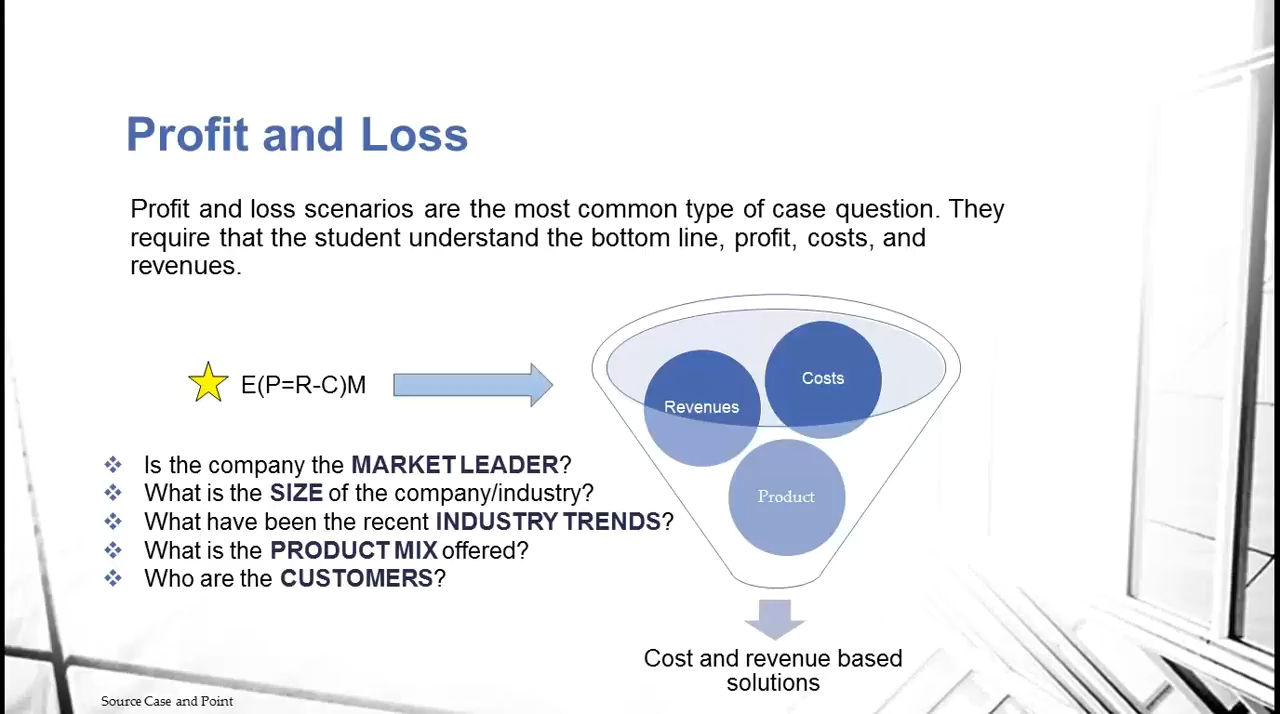 Profit and Loss
Profit and loss scenarios are the most common type of case question. They
require that the student understand the bottom line, profit, costs, and
revenues.
E(P=R-C)M
Costs
Revenues
Product
Is the company the MARKET LEADER?
What is the SIZE of the company/industry?
What have been the recent INDUSTRY TRENDS?
What is the PRODUCT MIX offered?
Who are the CUSTOMERS?
Cost and revenue based
solutions
Source Case and Point